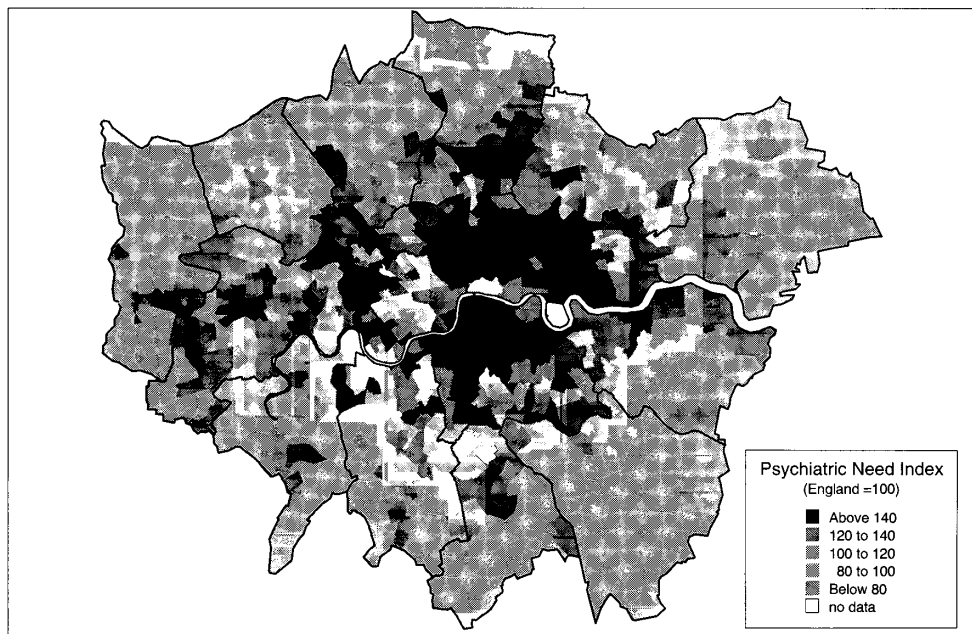 Psychiatric Need Index
(England =100)
Above 140
120 to 140
100 to 120
80 to 100
Below 80
no data